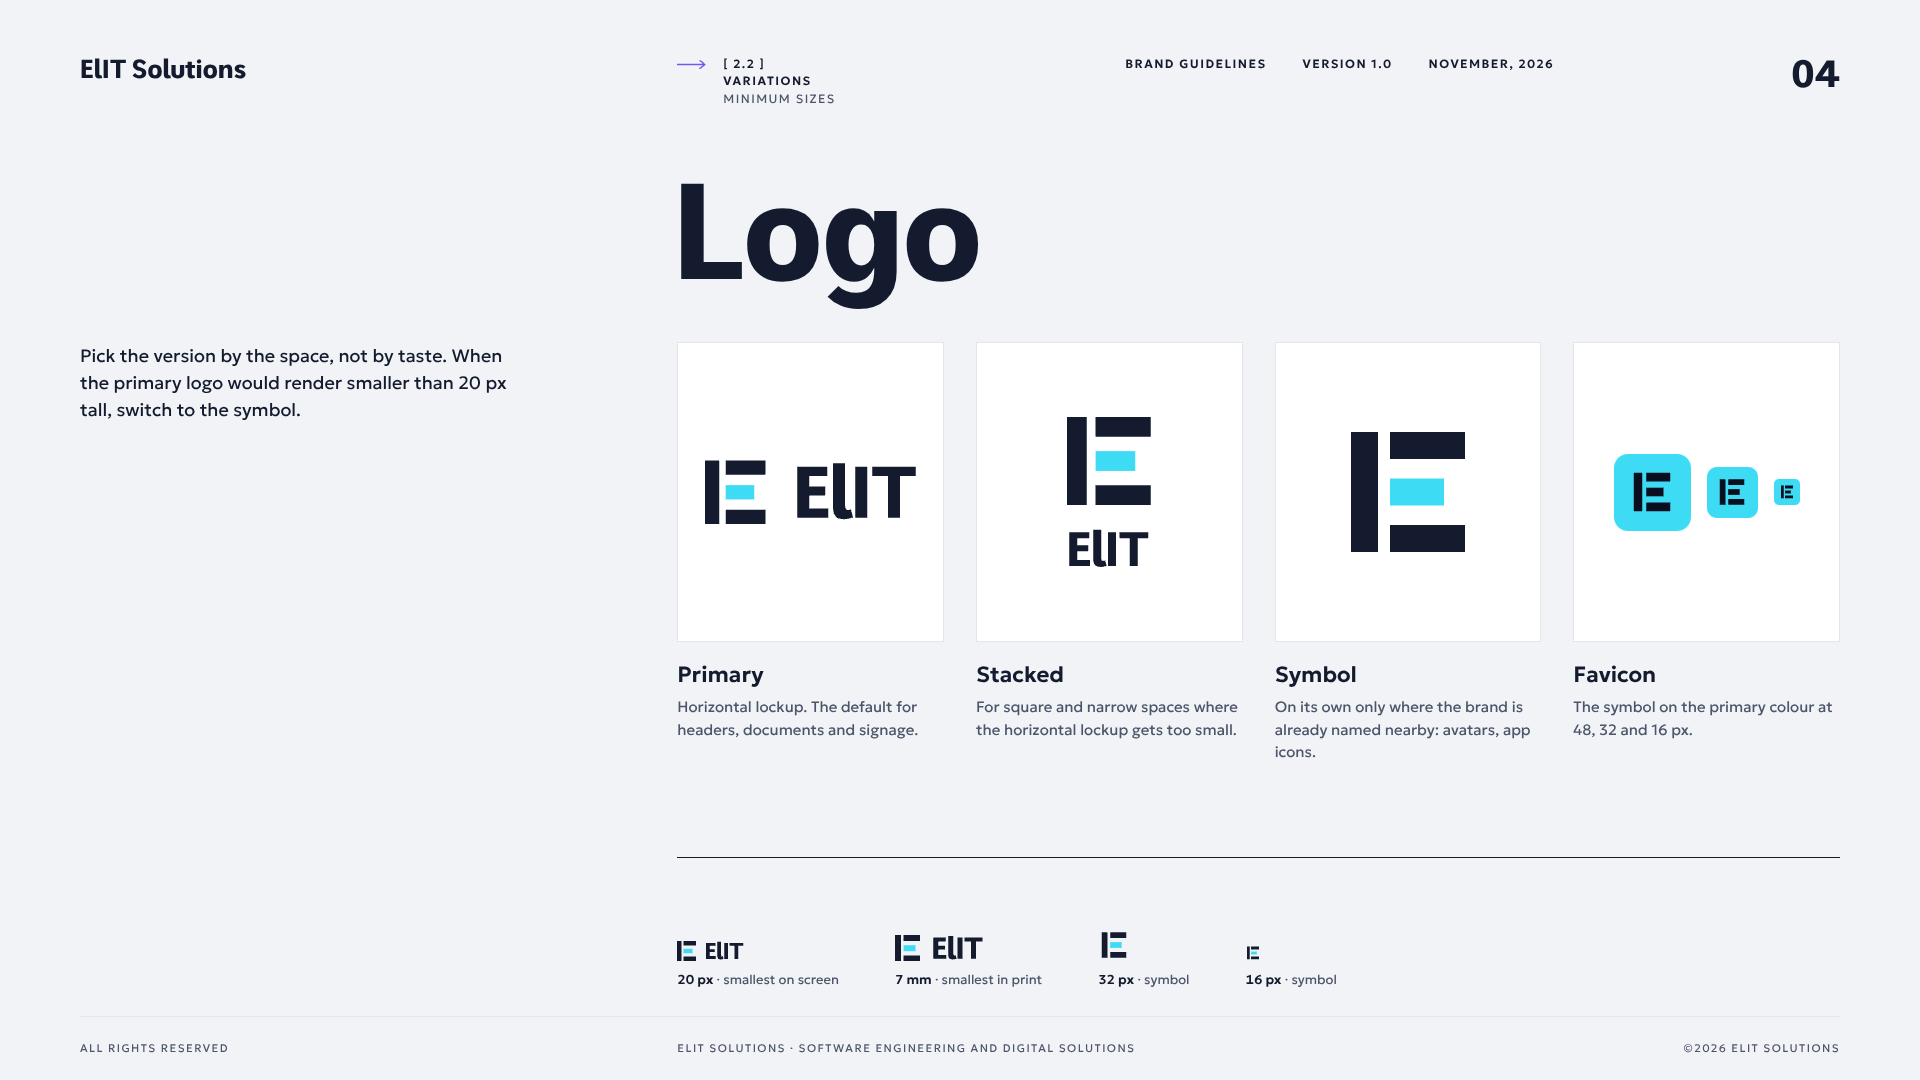 ElIT Solutions
[ 2.2 ]
VARIATIONS
MINIMUM SIZES
BRAND GUIDELINES
VERSION 1.0
NOVEMBER, 2026
04
Logo
Pick the version by the space, not by taste. When
the primary logo would render smaller than 20 px
tall, switch to the symbol.
E ElIT
E
ElIT
E
E
E
E
Primary
Horizontal lockup. The default for
headers, documents and signage.
Stacked
For square and narrow spaces where
the horizontal lockup gets too small.
Symbol
On its own only where the brand is
already named nearby: avatars, app
icons.
Favicon
The symbol on the primary colour at
48, 32 and 16 px.
E ElIT
20 px · smallest on screen
E ElIT
7 mm · smallest in print
E
32 px · symbol
E
16 px · symbol
ALL RIGHTS RESERVED
ELIT SOLUTIONS · SOFTWARE ENGINEERING AND DIGITAL SOLUTIONS
©2026 ELIT SOLUTIONS